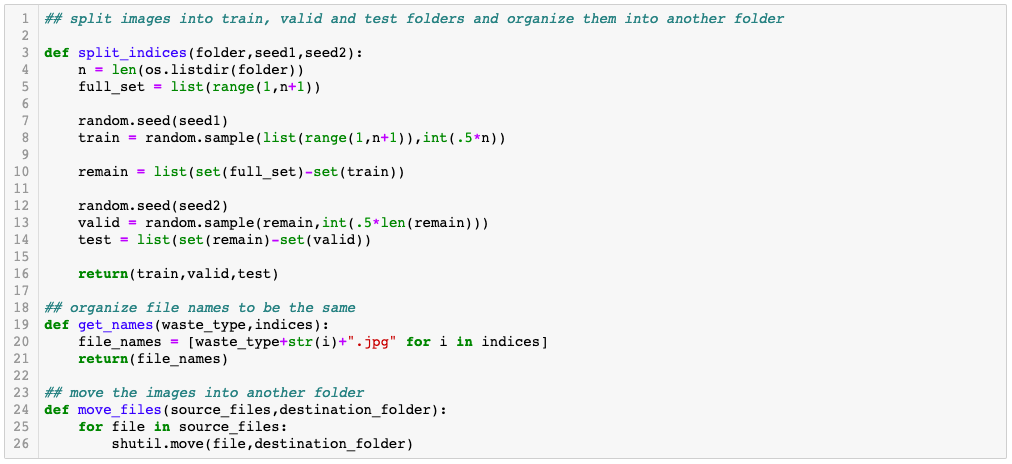 1 ## split images into train, valid and test folders and organize them into another folder
2
3 def split_indices(folder,seed1,seed2):
4     n = len(os.listdir(folder))
5     full_set = list(range(1,n+1))
6
7     random.seed(seed1)
8     train = random.sample(list(range(1,n+1)),int(.5*n))
9
10     remain = list(set(full_set)-set(train))
11
12     random.seed(seed2)
13     valid = random.sample(remain,int(.5*len(remain)))
14     test = list(set(remain)-set(valid))
15
16     return(train,valid,test)
17
18 ## organize file names to be the same
19 def get_names(waste_type,indices):
20     file_names = [waste_type+str(i)+".jpg" for i in indices]
21     return(file_names)
22
23 ## move the images into another folder
24 def move_files(source_files,destination_folder):
25     for file in source_files:
26         shutil.move(file,destination_folder)